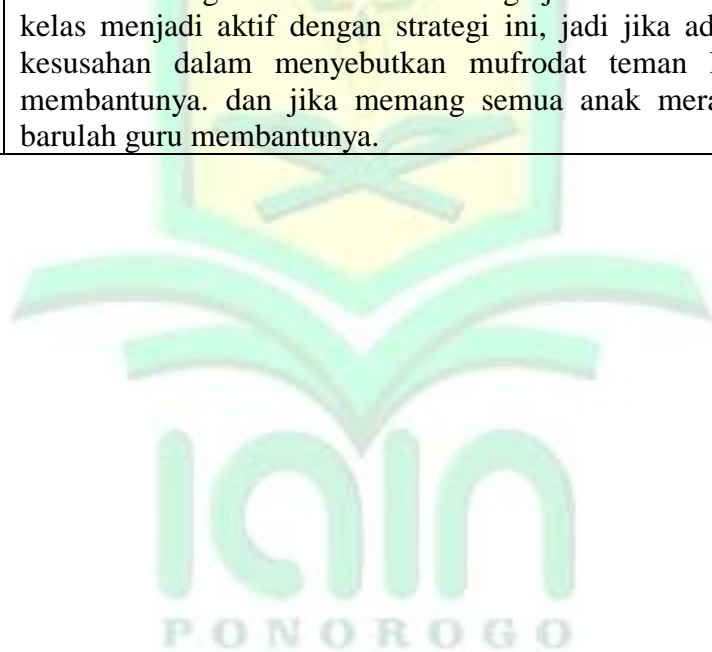 kelas menjadi aktif dengan strategi ini, jadi jika
kesusahan dalam menyebutkan mufrodat teman
membantunya. dan jika memang semua anak
barulah guru membantunya.
iain
PONOROGO